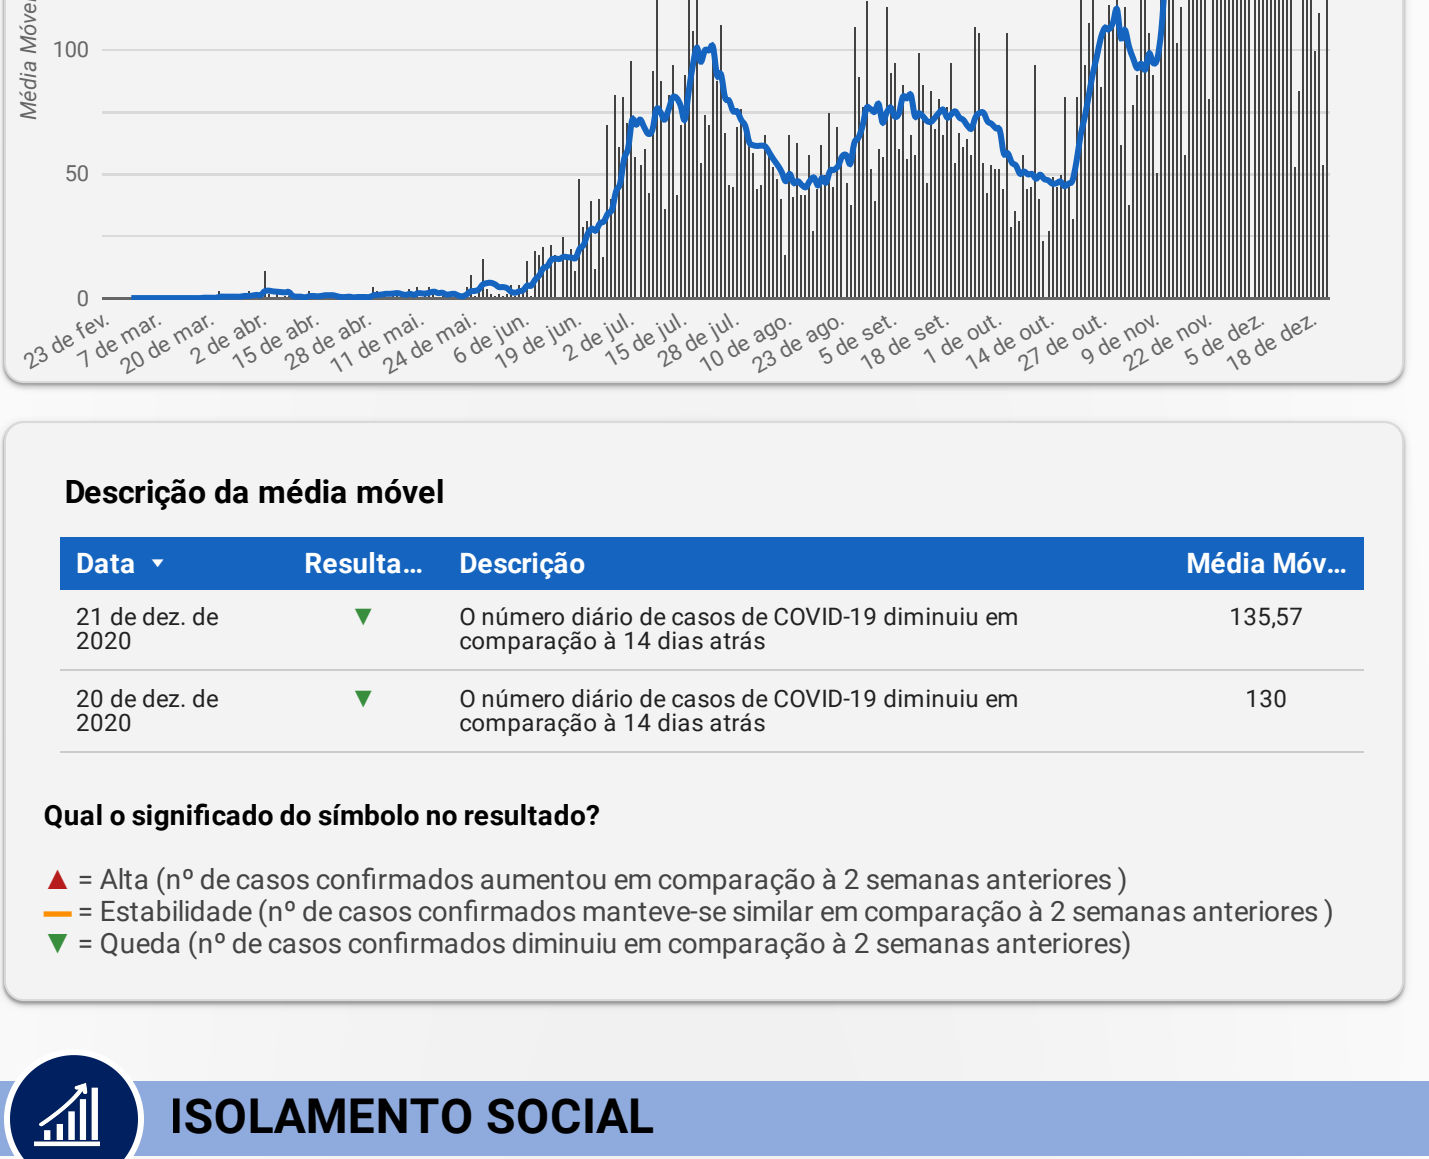 Média Móvel
100
50
0
23 de fev.
7 de mar.
20 de mar.
2 de abr.
15 de abr.
28 de abr.
11 de mai.
24 de mai.
6 de jun.
19 de jun.
2 de jul.
15 de jul.
28 de jul.
10 de ago.
23 de ago.
5 de set.
18 de set.
1 de out.
14 de out.
27 de out.
9 de nov.
22 de nov.
5 de dez.
18 de dez.
Descrição da média móvel
Data Resulta... Descrição Média Móv...
21 de dez. de O número diário de casos de COVID-19 diminuiu em 135,57
2020 comparação à 14 dias atrás
20 de dez. de O número diário de casos de COVID-19 diminuiu em 130
2020 comparação à 14 dias atrás
Qual o significado do símbolo no resultado?
▲ = Alta (nº de casos confirmados aumentou em comparação à 2 semanas anteriores )
— = Estabilidade (nº de casos confirmados manteve-se similar em comparação à 2 semanas anteriores )
▼ = Queda (nº de casos confirmados diminuiu em comparação à 2 semanas anteriores)
ISOLAMENTO SOCIAL